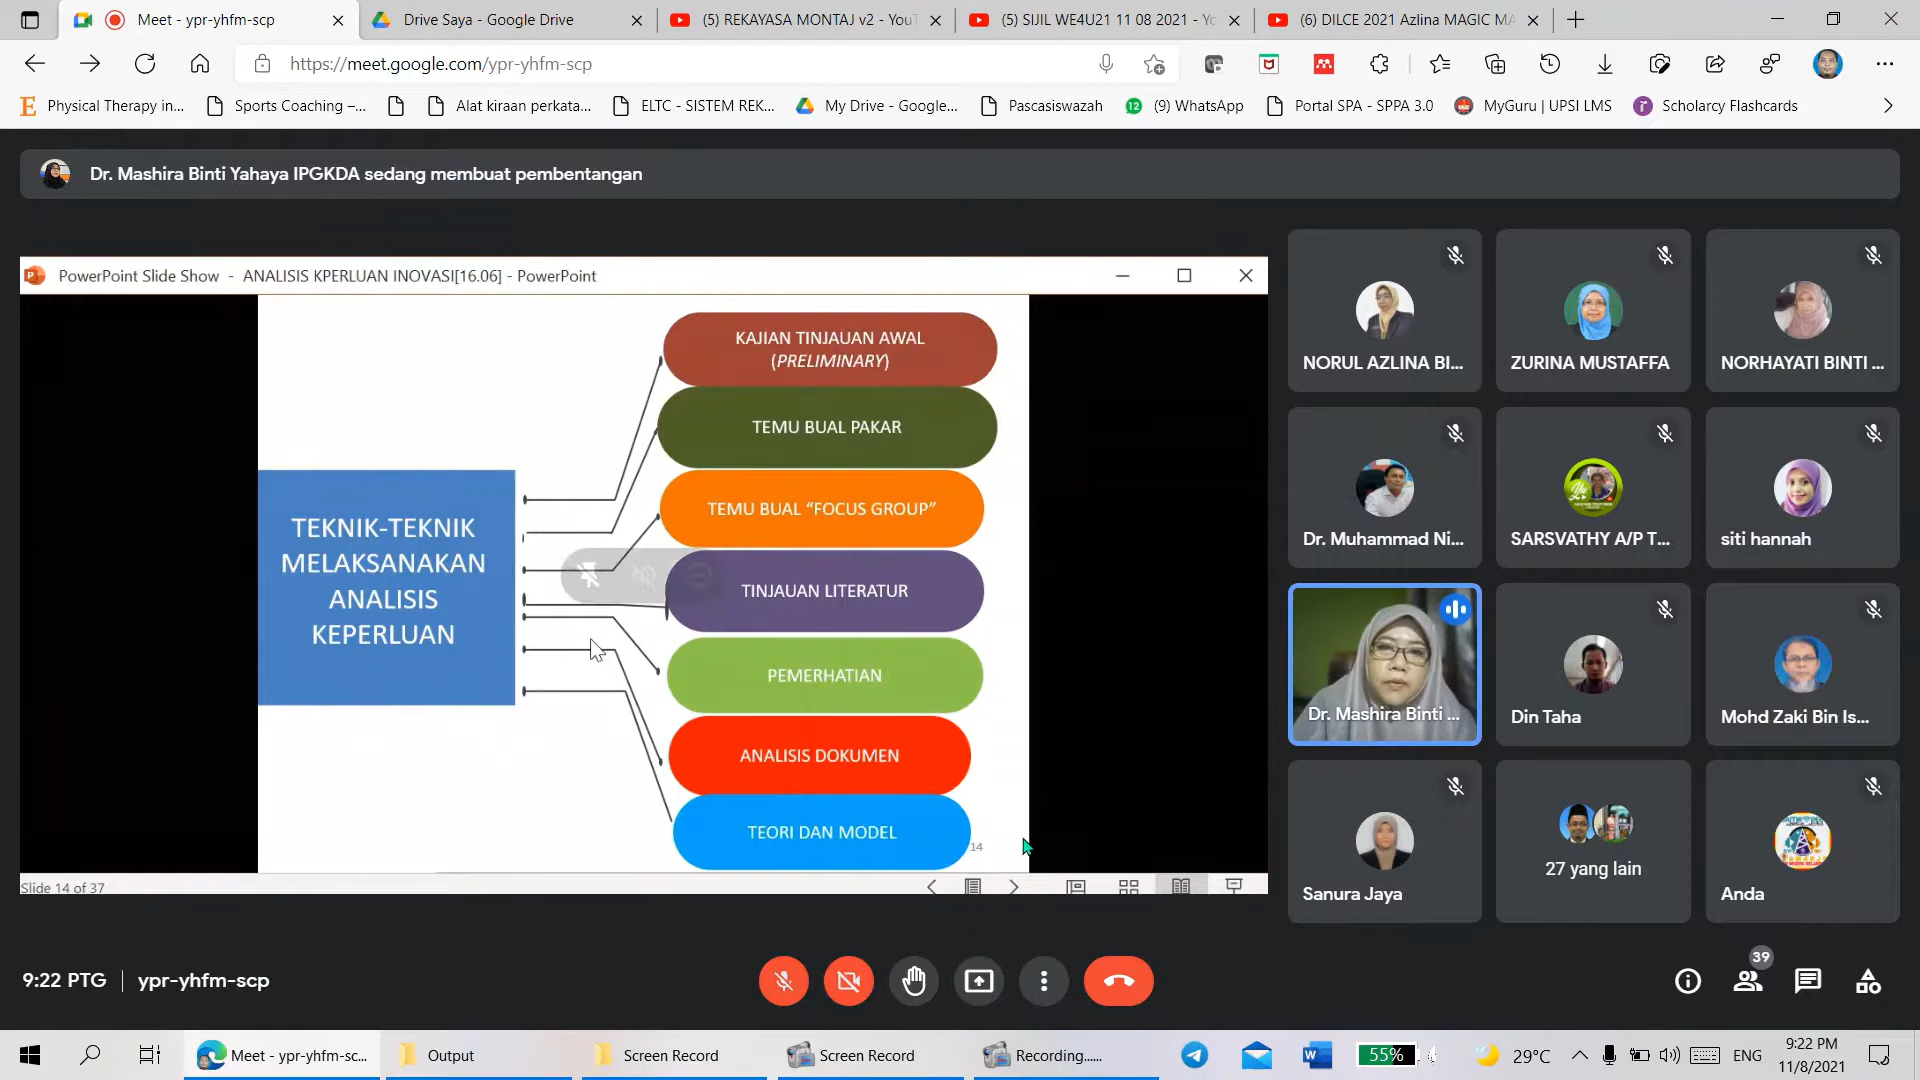 Meet - ypr-yhfm-scp
Drive Saya - Google Drive
(5) REKAYASA MONTAJ v2 - YouT
(5) SIJIL WE4U21 11 08 2021 - Yo
(6) DILCE 2021 Azlina MAGIC MA
https://meet.google.com/ypr-yhfm-scp
Physical Therapy in...
Sports Coaching –...
Alat kiraan perkata...
ELTC - SISTEM REK...
My Drive - Google...
Pascasiswazah
12
(9) WhatsApp
Portal SPA - SPPA 3.0
MyGuru | UPSI LMS
r
Scholarcy Flashcards
Dr. Mashira Binti Yahaya IPGKDA sedang membuat pembentangan
PowerPoint Slide Show - ANALISIS KPERLUAN INOVASI[16.06] - PowerPoint
TEKNIK-TEKNIK
MELAKSANAKAN
ANALISIS
KEPERLUAN
KAJIAN TINJAUAN AWAL
(PRELIMINARY)
TEMU BUAL PAKAR
TEMU BUAL “FOCUS GROUP”
TINJAUAN LITERATUR
PEMERHATIAN
ANALISIS DOKUMEN
TEORI DAN MODEL
14
Slide 14 of 37
NORUL AZLINA BI...
ZURINA MUSTAFFA
NORHAYATI BINTI ...
Dr. Muhammad Ni...
SARSVATHY A/P T...
siti hannah
Dr. Mashira Binti ...
Din Taha
Mohd Zaki Bin Is...
Sanura Jaya
27 yang lain
Anda
9:22 PTG
ypr-yhfm-scp
39
Meet - ypr-yhfm-sc...
Output
Screen Record
Screen Record
Recording......
55%
29°C
ENG
9:22 PM
11/8/2021